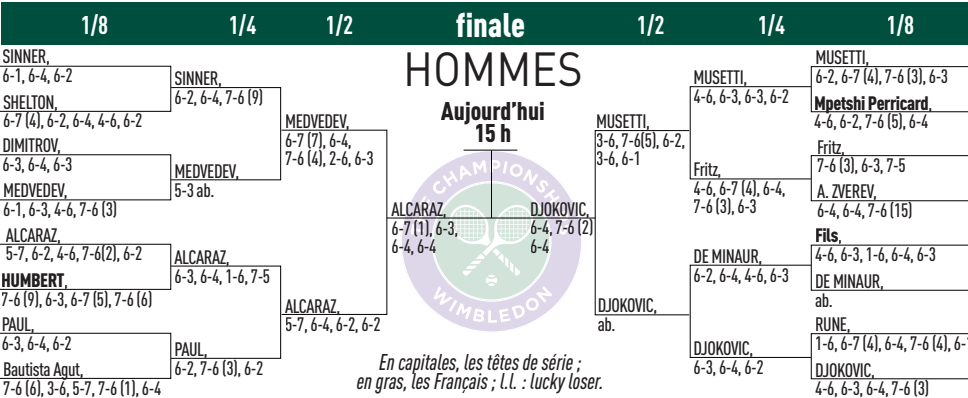 1/8 1/4 1/2 finale 1/2 1/4 1/8
HOMMES
Aujourd'hui
15 h
SINNER,
6-1, 6-4, 6-2
SHELTON,
6-7 (4), 6-2, 6-4, 4-6, 6-2
DIMITROV,
6-3, 6-4, 6-3
MEDVEDEV,
6-1, 6-3, 4-6, 7-6 (3)
ALCARAZ,
5-7, 6-2, 4-6, 7-6(2), 6-2
HUMBERT,
7-6 (9), 6-3, 6-7 (5), 7-6 (6)
PAUL,
6-3, 6-4, 6-2
Bautista Agut,
7-6 (6), 3-6, 5-7, 7-6 (1), 6-4
SINNER,
6-2, 6-4, 7-6 (9)
MEDVEDEV,
5-3 ab.
ALCARAZ,
6-3, 6-4, 1-6, 7-5
PAUL,
6-2, 7-6 (3), 6-2
MEDVEDEV,
6-7 (7), 6-4,
7-6 (4), 2-6, 6-3
ALCARAZ,
5-7, 6-4, 6-2, 6-2
ALCARAZ,
6-7 (1), 6-3,
6-4, 6-4
DJOKOVIC,
6-4, 7-6 (2)
6-4
THE CHAMPIONSHIPS
WIMBLEDON
MUSETTI,
3-6, 7-6(5), 6-2,
3-6, 6-1
DJOKOVIC,
ab.
MUSETTI,
4-6, 6-3, 6-3, 6-2
Fritz,
4-6, 6-7 (4), 6-4,
7-6 (3), 6-3
DE MINAUR,
6-2, 6-4, 4-6, 6-3
DJOKOVIC,
6-3, 6-4, 6-2
MUSETTI,
6-2, 6-7 (4), 7-6 (3), 6-3
Mpetshi Perricard,
4-6, 6-2, 7-6 (5), 6-4
Fritz,
7-6 (3), 6-3, 7-5
A. ZVEREV,
6-4, 6-4, 7-6 (15)
Fils,
4-6, 6-3, 1-6, 6-4, 6-3
DE MINAUR,
ab.
RUNE,
1-6, 6-7 (4), 6-4, 7-6 (4), 6-1
DJOKOVIC,
4-6, 6-3, 6-4, 7-6 (3)
En capitales, les têtes de série ;
en gras, les Français ; l.l. : lucky loser.